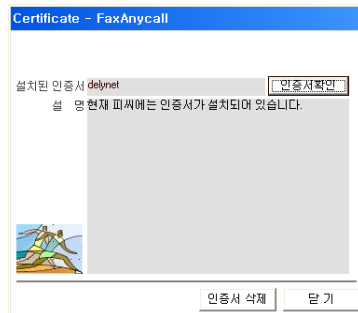 Certificate - FaxAnycall
설치된 인증서 delynet 인증서확인
설 명 현재 피씨에는 인증서가 설치되어 있습니다.
인증서 삭제 닫 기